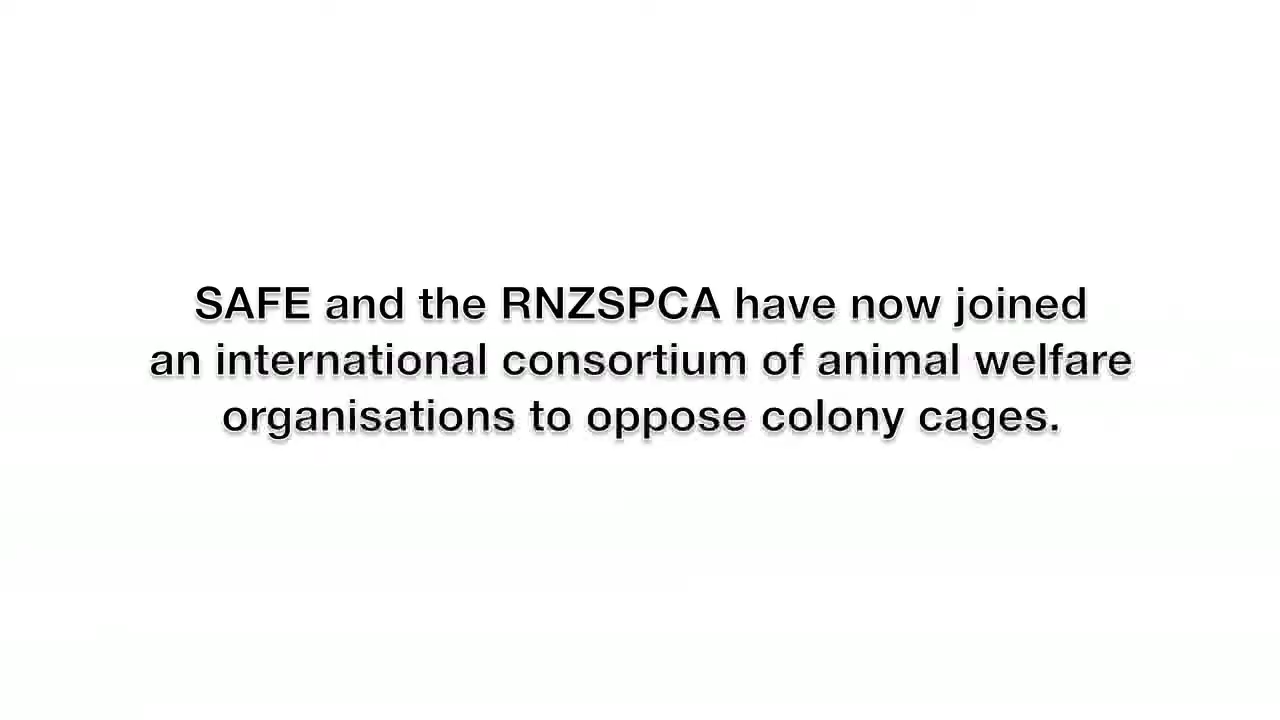 SAFE and the RNZSPCA have now joined
an international consortium of animal welfare
organisations to oppose colony cages.